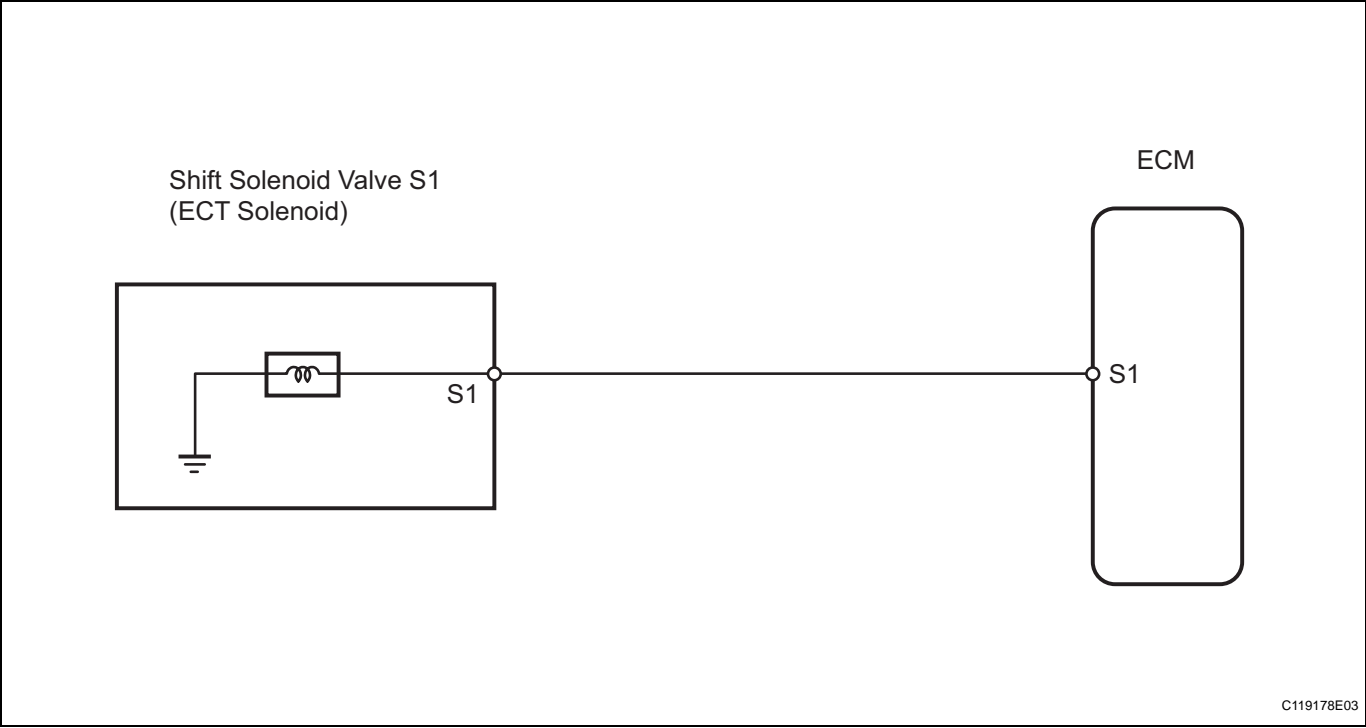 Shift Solenoid Valve S1
(ECT Solenoid)
ECM
S1
S1
C119178E03